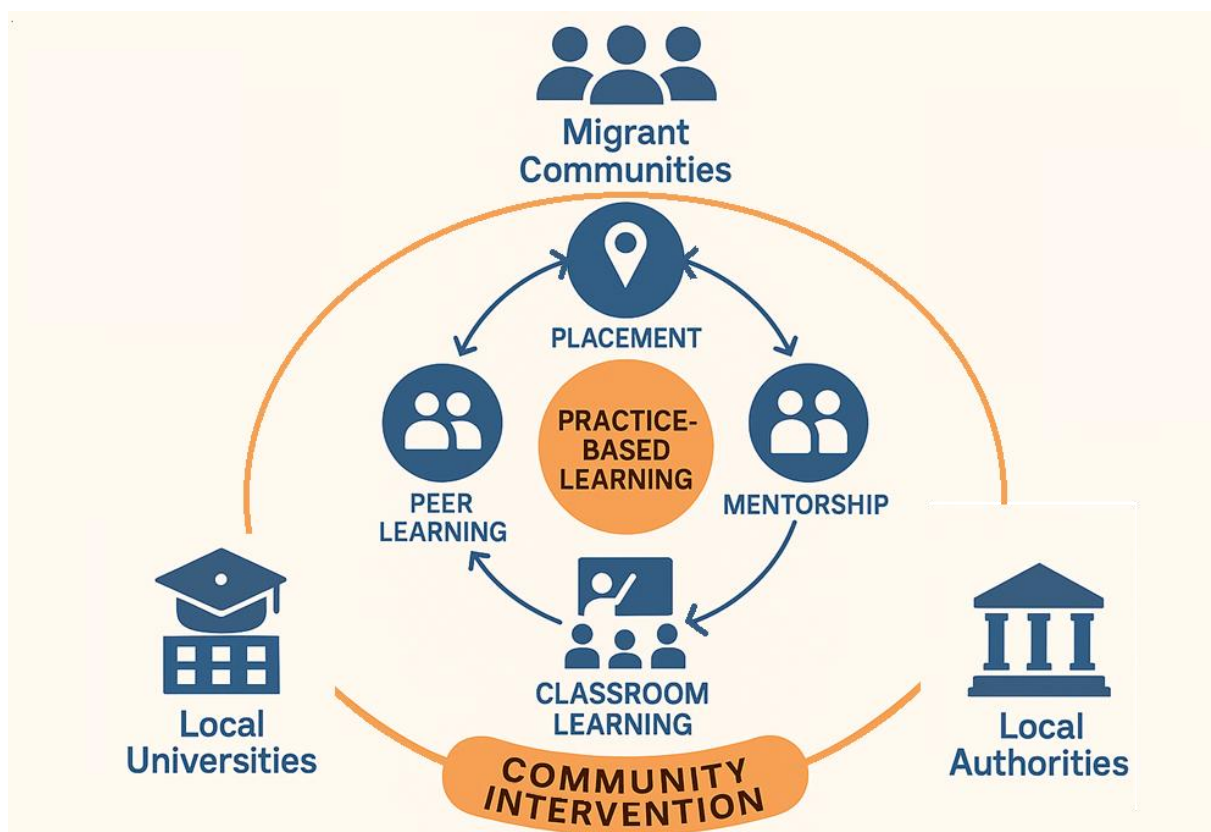 Migrant
Communities
PLACEMENT
PRACTICE-
BASED
LEARNING
PEER
LEARNING
MENTORSHIP
CLASSROOM
LEARNING
Local
Universities
Local
Authorities
COMMUNITY
INTERVENTION